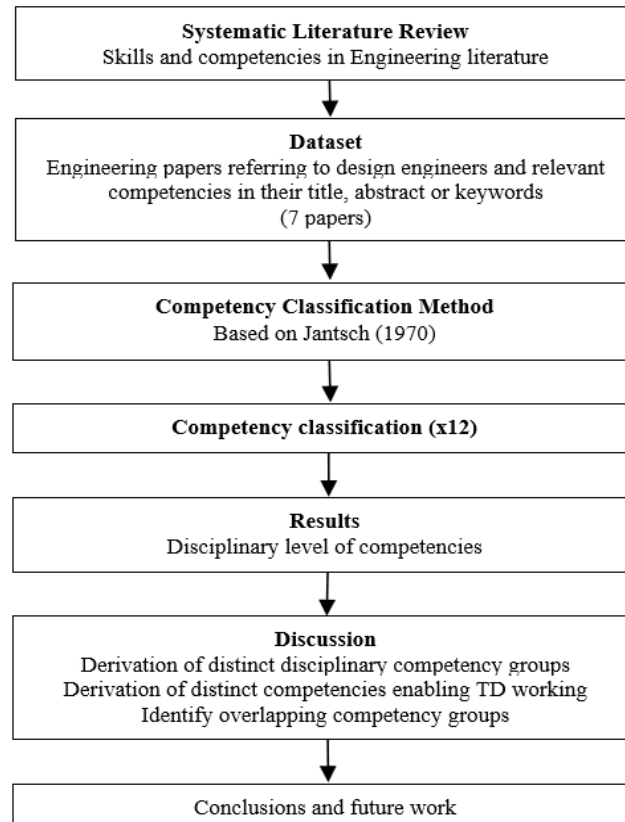 Systematic Literature Review
Skills and competencies in Engineering literature
Dataset
Engineering papers referring to design engineers and relevant
competencies in their title, abstract or keywords
(7 papers)
Competency Classification Method
Based on Jantsch (1970)
Competency classification (x12)
Results
Disciplinary level of competencies
Discussion
Derivation of distinct disciplinary competency groups
Derivation of distinct competencies enabling TD working
Identify overlapping competency groups
Conclusions and future work